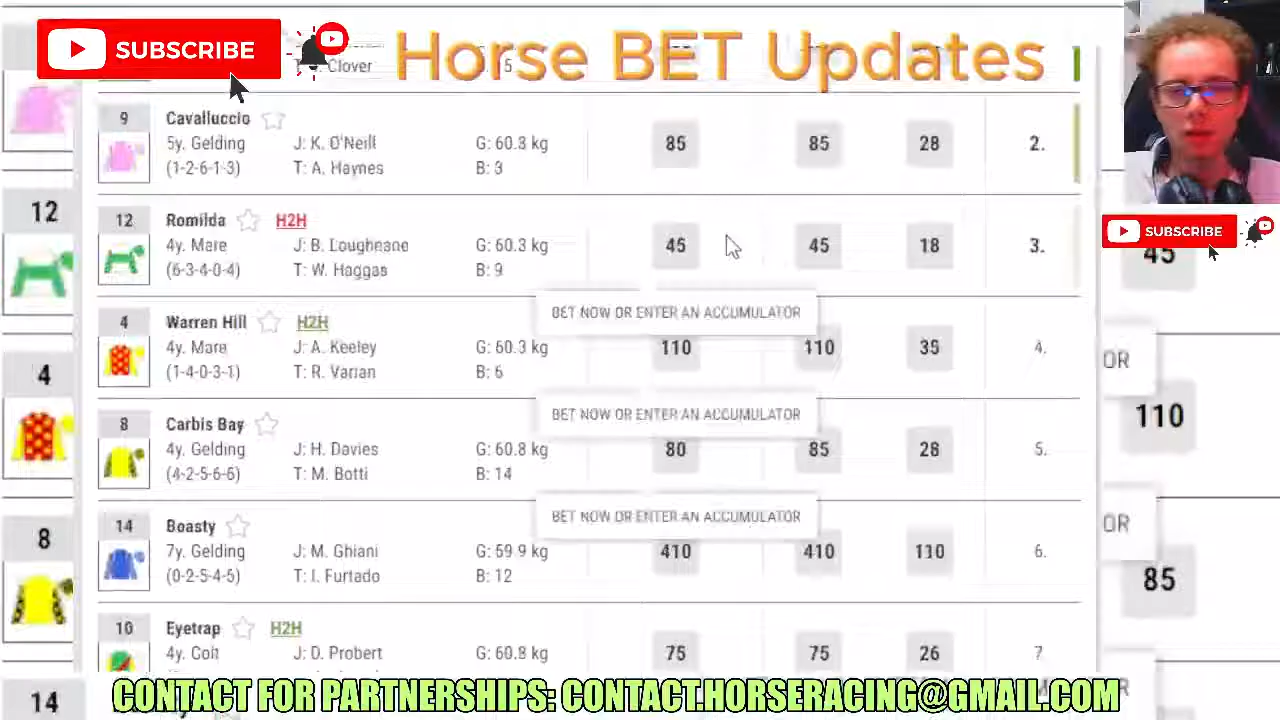 SUBSCRIBE
Horse BET Updates
Clover
9 Cavalluccio
5y. Gelding J: K. O'Neill G: 60.3 kg 85 85 28 2.
(1-2-6-1-3) T: A. Haynes B: 3
SUBSCRIBE
12
12 Romilda H2H
4y. Mare J: B. Loughnane G: 60.3 kg 45 45 18 3. 45
(6-3-4-0-4) T: W. Haggas B: 9
BET NOW OR ENTER AN ACCUMULATOR
4 Warren Hill H2H
4y. Mare J: A. Keeley G: 60.3 kg 110 110 35 4. OR
(1-4-0-3-1) T: R. Varian B: 6
4
BET NOW OR ENTER AN ACCUMULATOR 110
8 Carbis Bay
4y. Gelding J: H. Davies G: 60.8 kg 80 85 28 5.
(4-2-5-6-6) T: M. Botti B: 14
BET NOW OR ENTER AN ACCUMULATOR OR
14 Boasty
8
7y. Gelding J: M. Ghiani G: 59.9 kg 410 410 110 6.
(0-2-5-4-5) T: I. Furtado B: 12 85
10 Eyetrap H2H
4y. Colt J: D. Probert G: 60.8 kg 75 75 26 7
14
CONTACT FOR PARTNERSHIPS: CONTACT.HORSERACING@GMAIL.COM